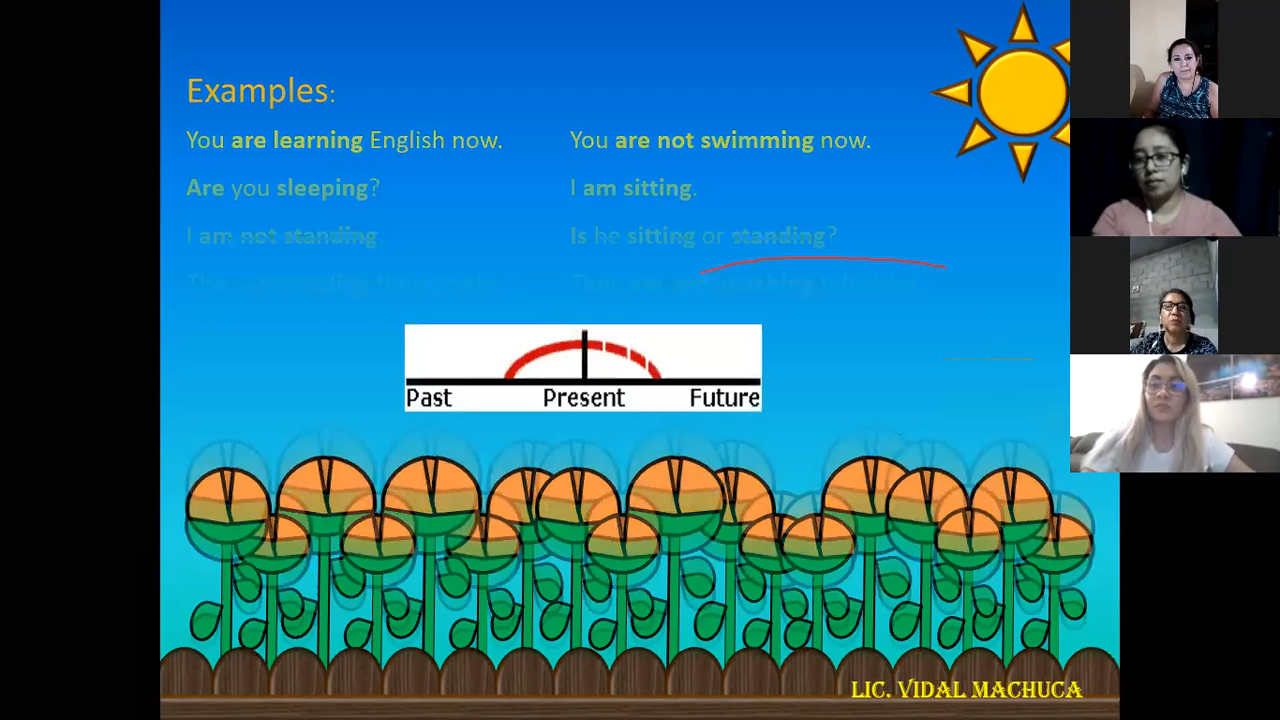 Examples:
You are learning English now.
Are you sleeping?
I am not standing
You are not swimming now.
I am sitting.
Is he sitting or standing?
Past Present Future
LIC. VIDAL MACHUCA